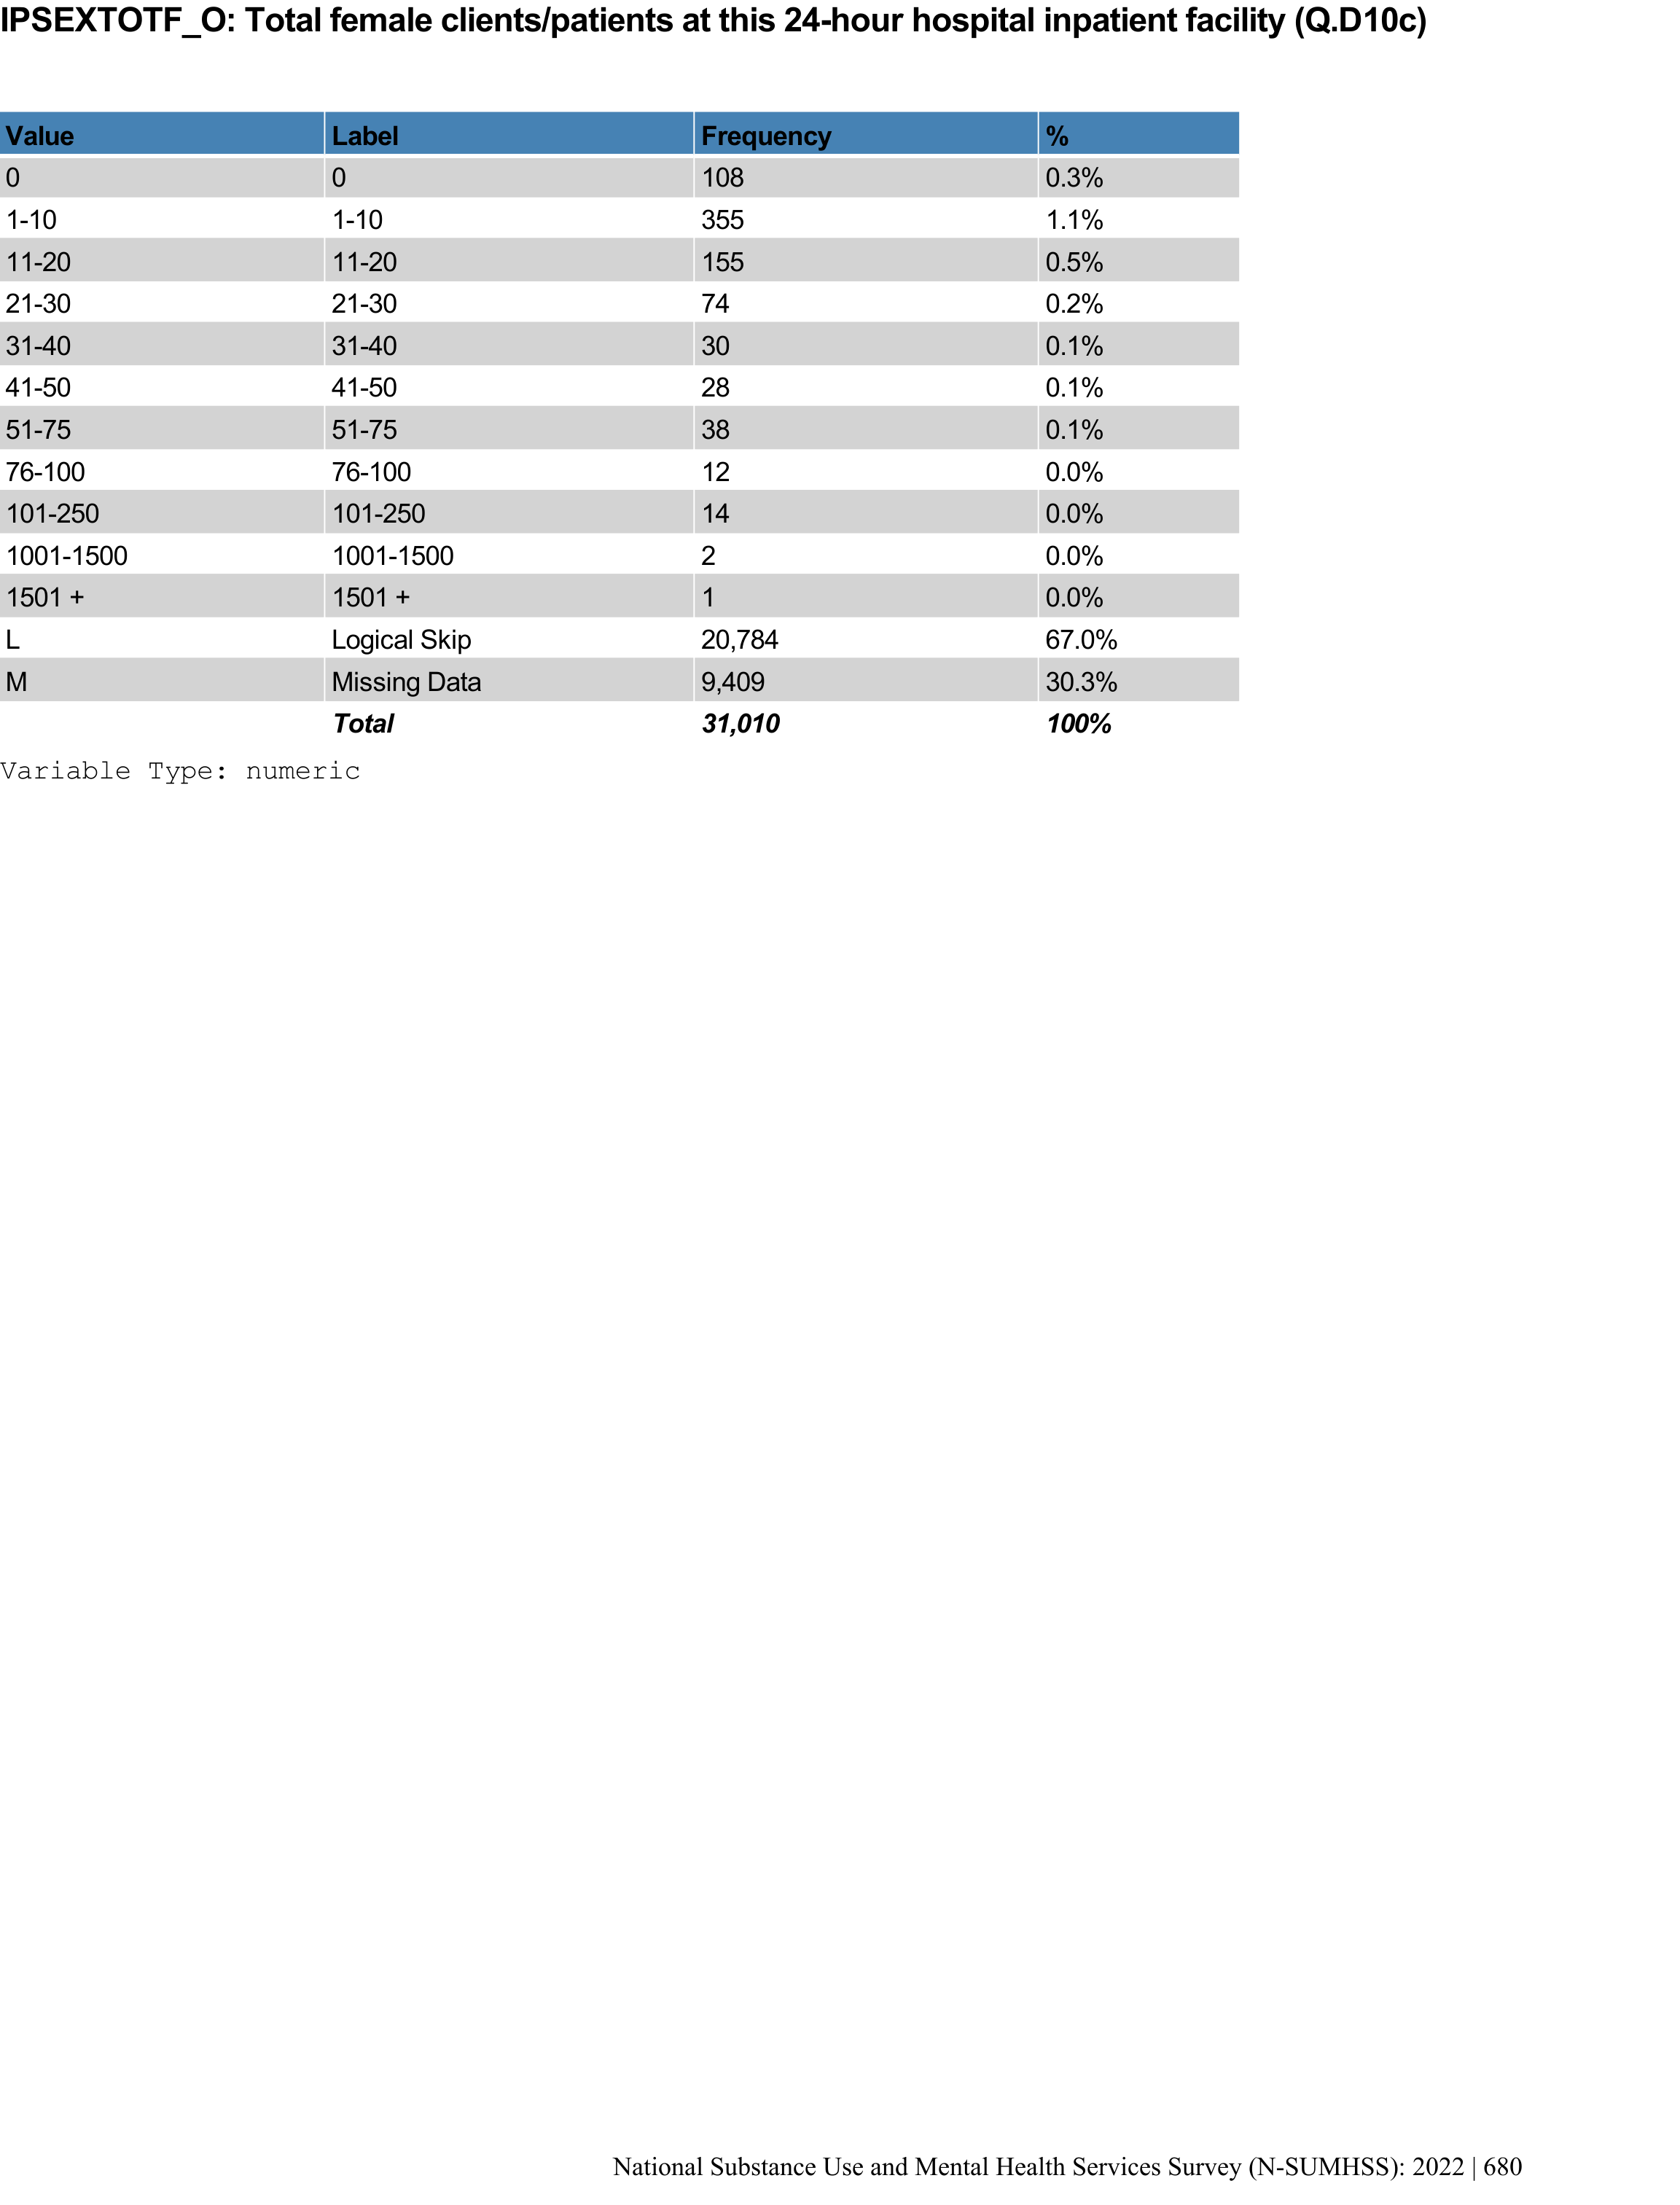 IPSEXTOTF_O: Total female clients/patients at this 24-hour hospital inpatient facility (Q.D10c)
Value Label Frequency %
0 0 108 0.3%
1-10 1-10 355 1.1%
11-20 11-20 155 0.5%
21-30 21-30 74 0.2%
31-40 31-40 30 0.1%
41-50 41-50 28 0.1%
51-75 51-75 38 0.1%
76-100 76-100 12 0.0%
101-250 101-250 14 0.0%
1001-1500 1001-1500 2 0.0%
1501 + 1501 + 1 0.0%
L Logical Skip 20,784 67.0%
M Missing Data 9,409 30.3%
Total 31,010 100%
Variable Type: numeric
National Substance Use and Mental Health Services Survey (N-SUMHSS): 2022 | 680